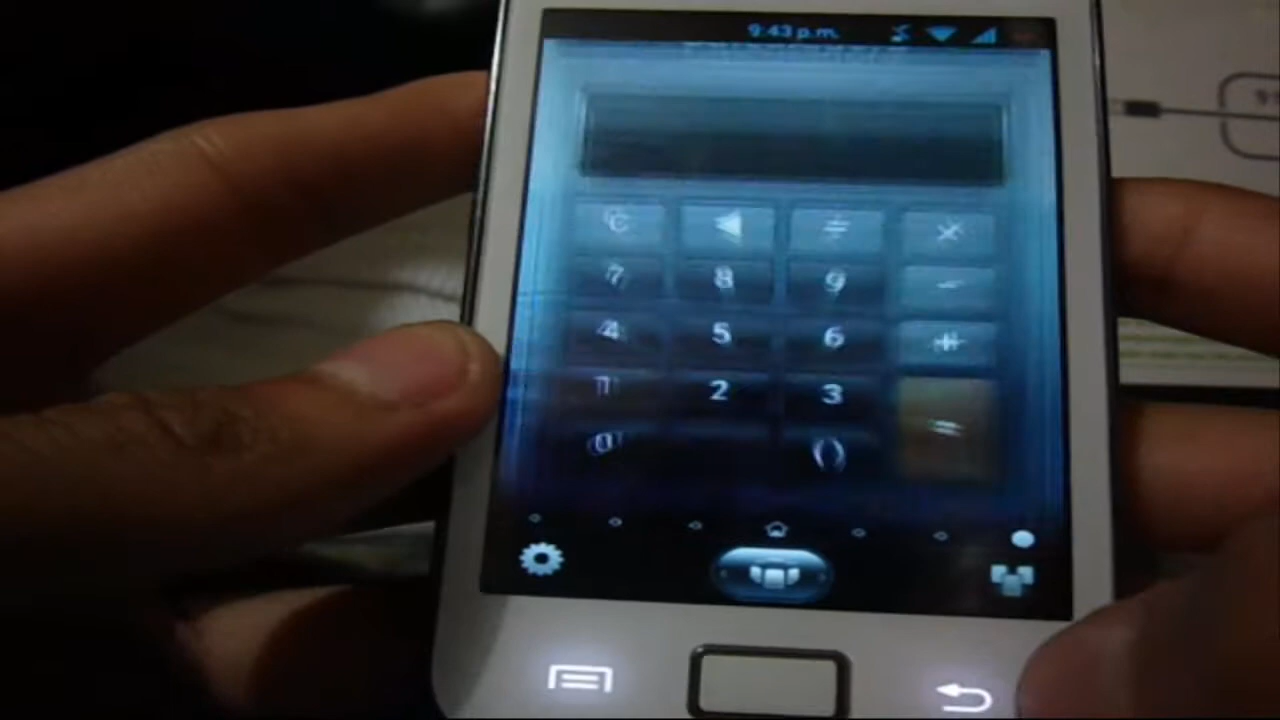 9:43 p.m.
C ÷ ×
7 8 9 -
4 5 6 +
1 2 3 =
0 ()